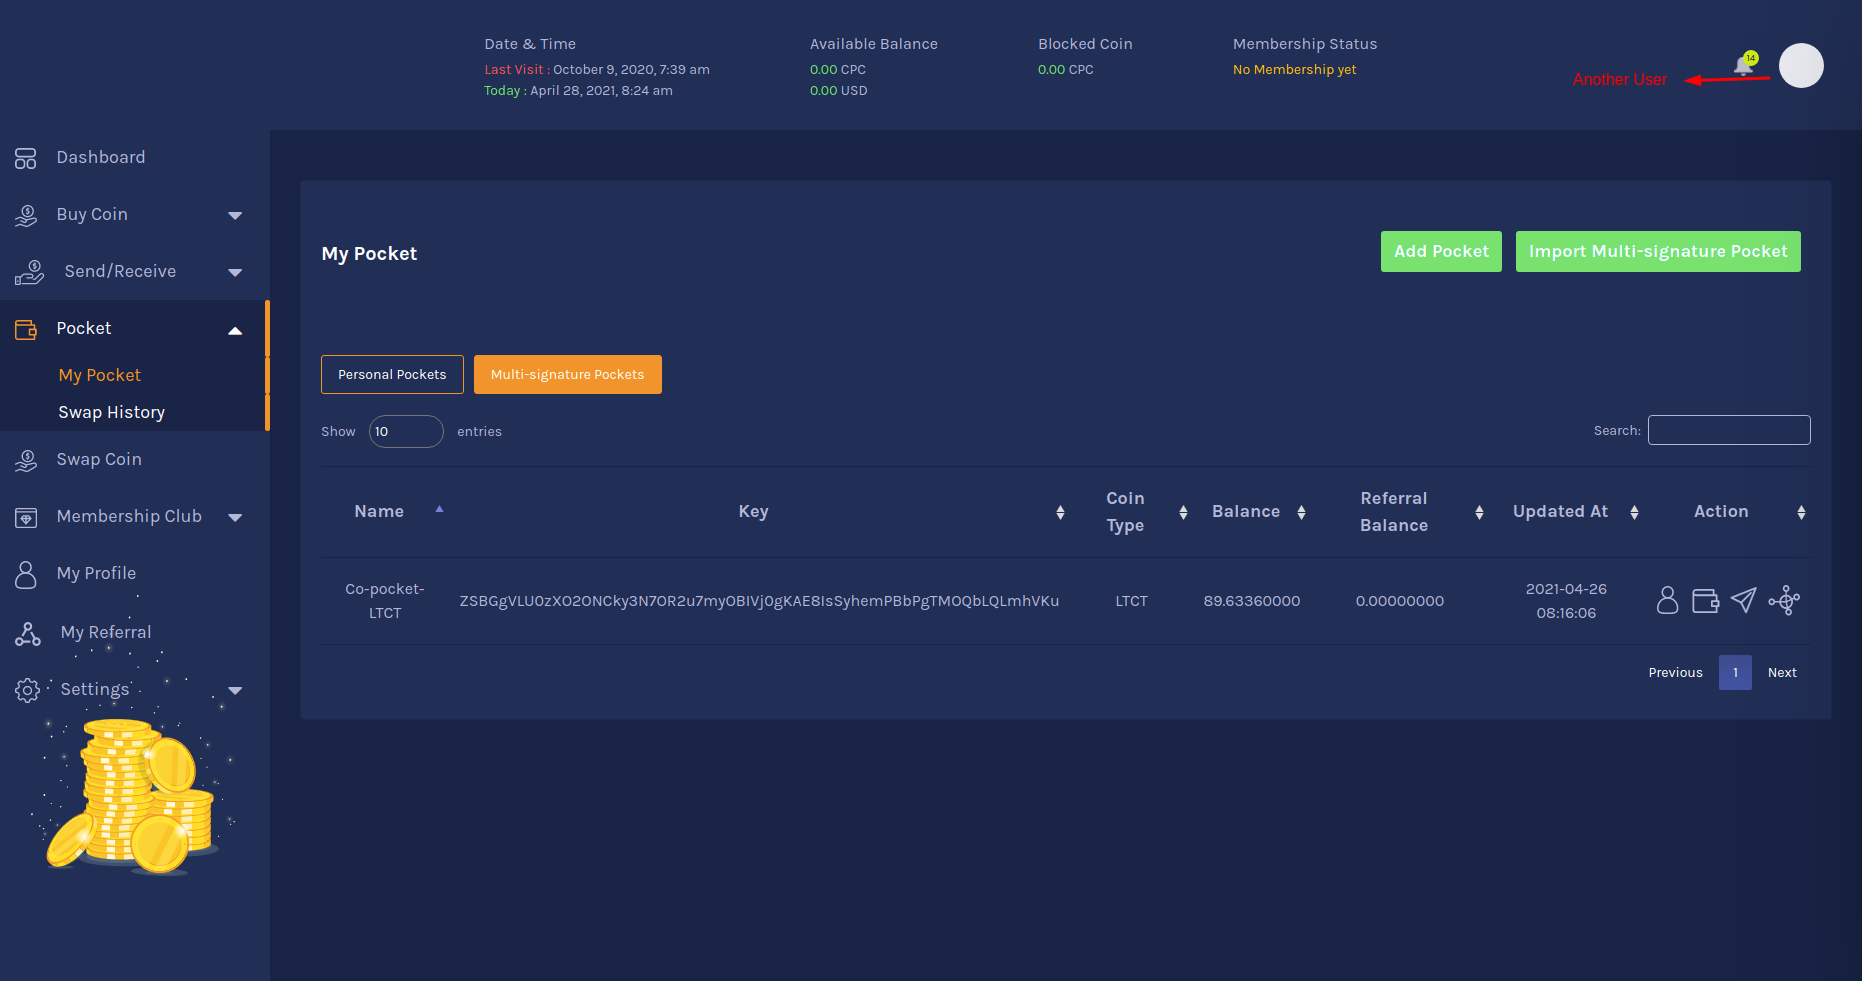 Date & Time
Last Visit : October 9, 2020, 7:39 am
Today : April 28, 2021, 8:24 am
Available Balance
0.00 CPC
0.00 USD
Blocked Coin
0.00 CPC
Membership Status
No Membership yet
Another User
14
Dashboard
Buy Coin
Send/Receive
Pocket
My Pocket
Swap History
Swap Coin
Membership Club
My Profile
My Referral
Settings
My Pocket
Add Pocket
Import Multi-signature Pocket
Personal Pockets
Multi-signature Pockets
Show 10 entries
Search:
Name
Key
Coin
Type
Balance
Referral
Balance
Updated At
Action
Co-pocket-
LTCT
ZSBGgVLU0zXO2ONCky3N7OR2u7myOBIVj0gKAE8IsSyhemPBbPgTMOQbLQLmhVKu
LTCT
89.63360000
0.00000000
2021-04-26
08:16:06
Previous 1 Next